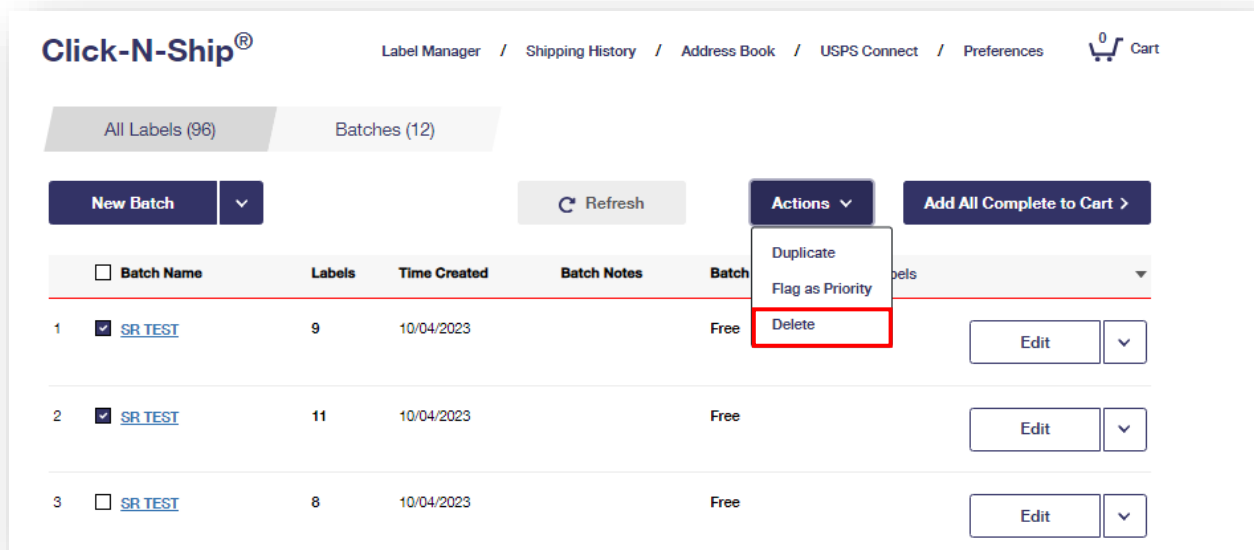 Click-N-Ship®
Label Manager / Shipping History / Address Book / USPS Connect / Preferences 0 Cart
All Labels (96) Batches (12)
New Batch Refresh Actions Add All Complete to Cart >
Duplicate
Batch Name Labels Time Created Batch Notes Batch
Flag as Priority
1 SR TEST 9 10/04/2023 Free Delete
Edit
2 SR TEST 11 10/04/2023 Free
Edit
3 SR TEST 8 10/04/2023 Free
Edit